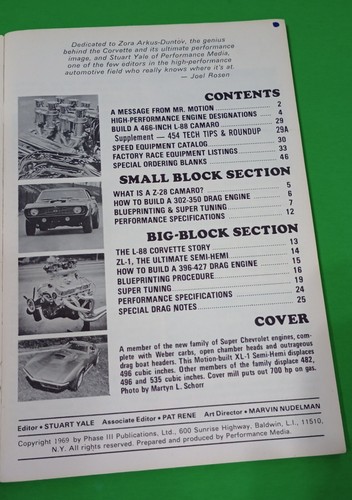 Dedicated to Zora Arkus-Duntov, the genius
behind the Corvette and its ultimate performance
image, and Stuart Yale of Performance Media,
one of the few editors in the high-performance
automotive field who really knows where it's at
— Joel Rosen
CONTENTS
A MESSAGE FROM MR. MOTION 2
HIGH-PERFORMANCE ENGINE DESIGNATIONS 4
BUILD A 466-INCH L-88 CAMARO 29
Supplement — 454 TECH TIPS & ROUNDUP 29A
SPEED EQUIPMENT CATALOG 30
FACTORY RACE EQUIPMENT LISTINGS 33
SPECIAL ORDERING BLANKS 46
SMALL BLOCK SECTION
WHAT IS A Z-28 CAMARO? 5
HOW TO BUILD A 302-350 DRAG ENGINE 6
BLUEPRINTING & SUPER TUNING 7
PERFORMANCE SPECIFICATIONS 12
BIG-BLOCK SECTION
THE L-88 CORVETTE STORY 13
ZL-1, THE ULTIMATE SEMI-HEMI 14
HOW TO BUILD A 396-427 DRAG ENGINE 15
BLUEPRINTING PROCEDURE 16
SUPER TUNING 19
PERFORMANCE SPECIFICATIONS 24
SPECIAL DRAG NOTES 25
COVER
A member of the new family of Super Chevrolet engines, com-
plete with Weber carbs, open chamber heads and outrageous
drag boat headers. This Motion-built XL-1 Semi-Hemi displaces
496 cubic inches. Other members of the family displace 482,
496 and 535 cubic inches. Cover mill puts out 700 hp on gas.
Photo by Martyn L. Schorr
Editor • STUART YALE Associate Editor • PAT RENE Art Director • MARVIN NUDELMAN
Copyright 1969 by Phase III Publications, Ltd., 600 Sunrise Highway, Baldwin, L.I., 11510,
N.Y. All rights reserved. Prepared and produced by Performance Media.